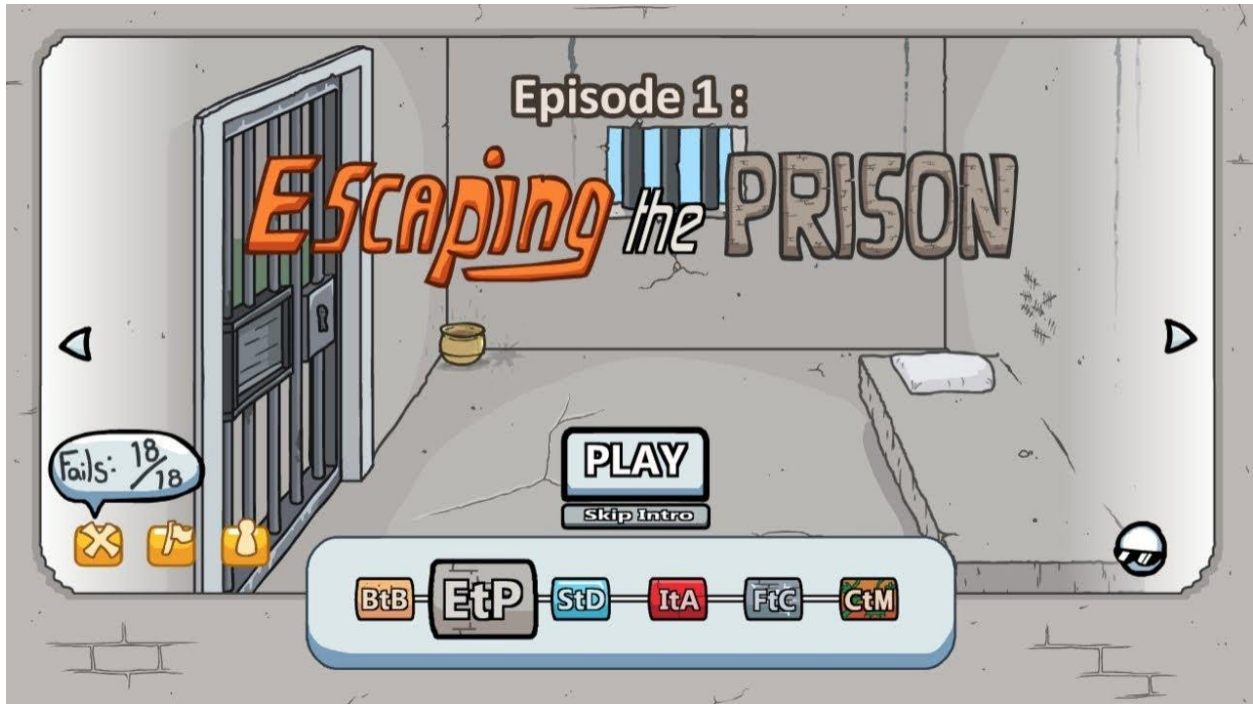 Episode 1 :
Escaping the PRISON
Fails: 18/18
PLAY
Skip Intro
BtB EtP StD ItA FtC CtM